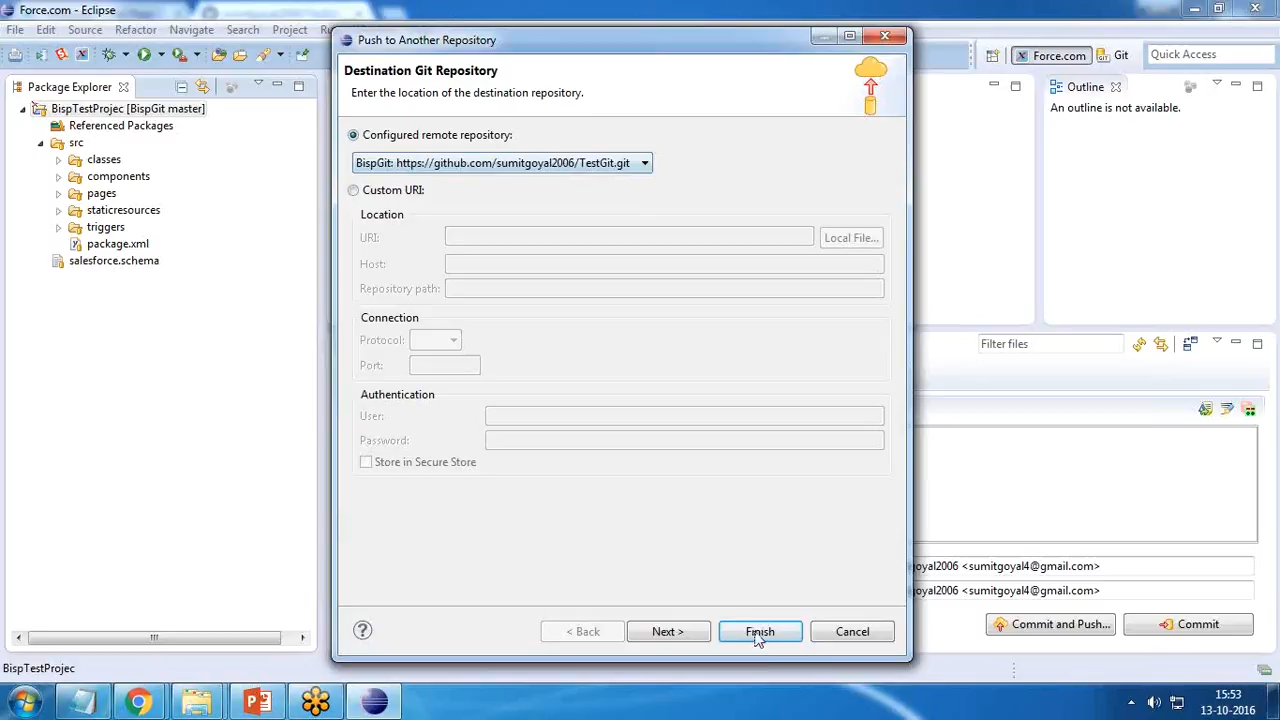 Force.com - Eclipse
File Edit Source Refactor Navigate Search Project
Push to Another Repository
Destination Git Repository
Enter the location of the destination repository.
Force.com
Git
Quick Access
Package Explorer
BispTestProjec [BispGit master]
Referenced Packages
src
classes
components
pages
staticresources
triggers
package.xml
salesforce.schema
Configured remote repository:
BispGit: https://github.com/sumitgoyal2006/TestGit.git
Custom URI:
Location
URI:
Local File...
Host:
Repository path:
Connection
Protocol:
Port:
Authentication
User:
Password:
Store in Secure Store
< Back
Next >
Finish
Cancel
Outline
An outline is not available.
Filter files
goyal2006 <sumitgoyal4@gmail.com>
goyal2006 <sumitgoyal4@gmail.com>
Commit and Push...
Commit
BispTestProjec
15:53
13-10-2016